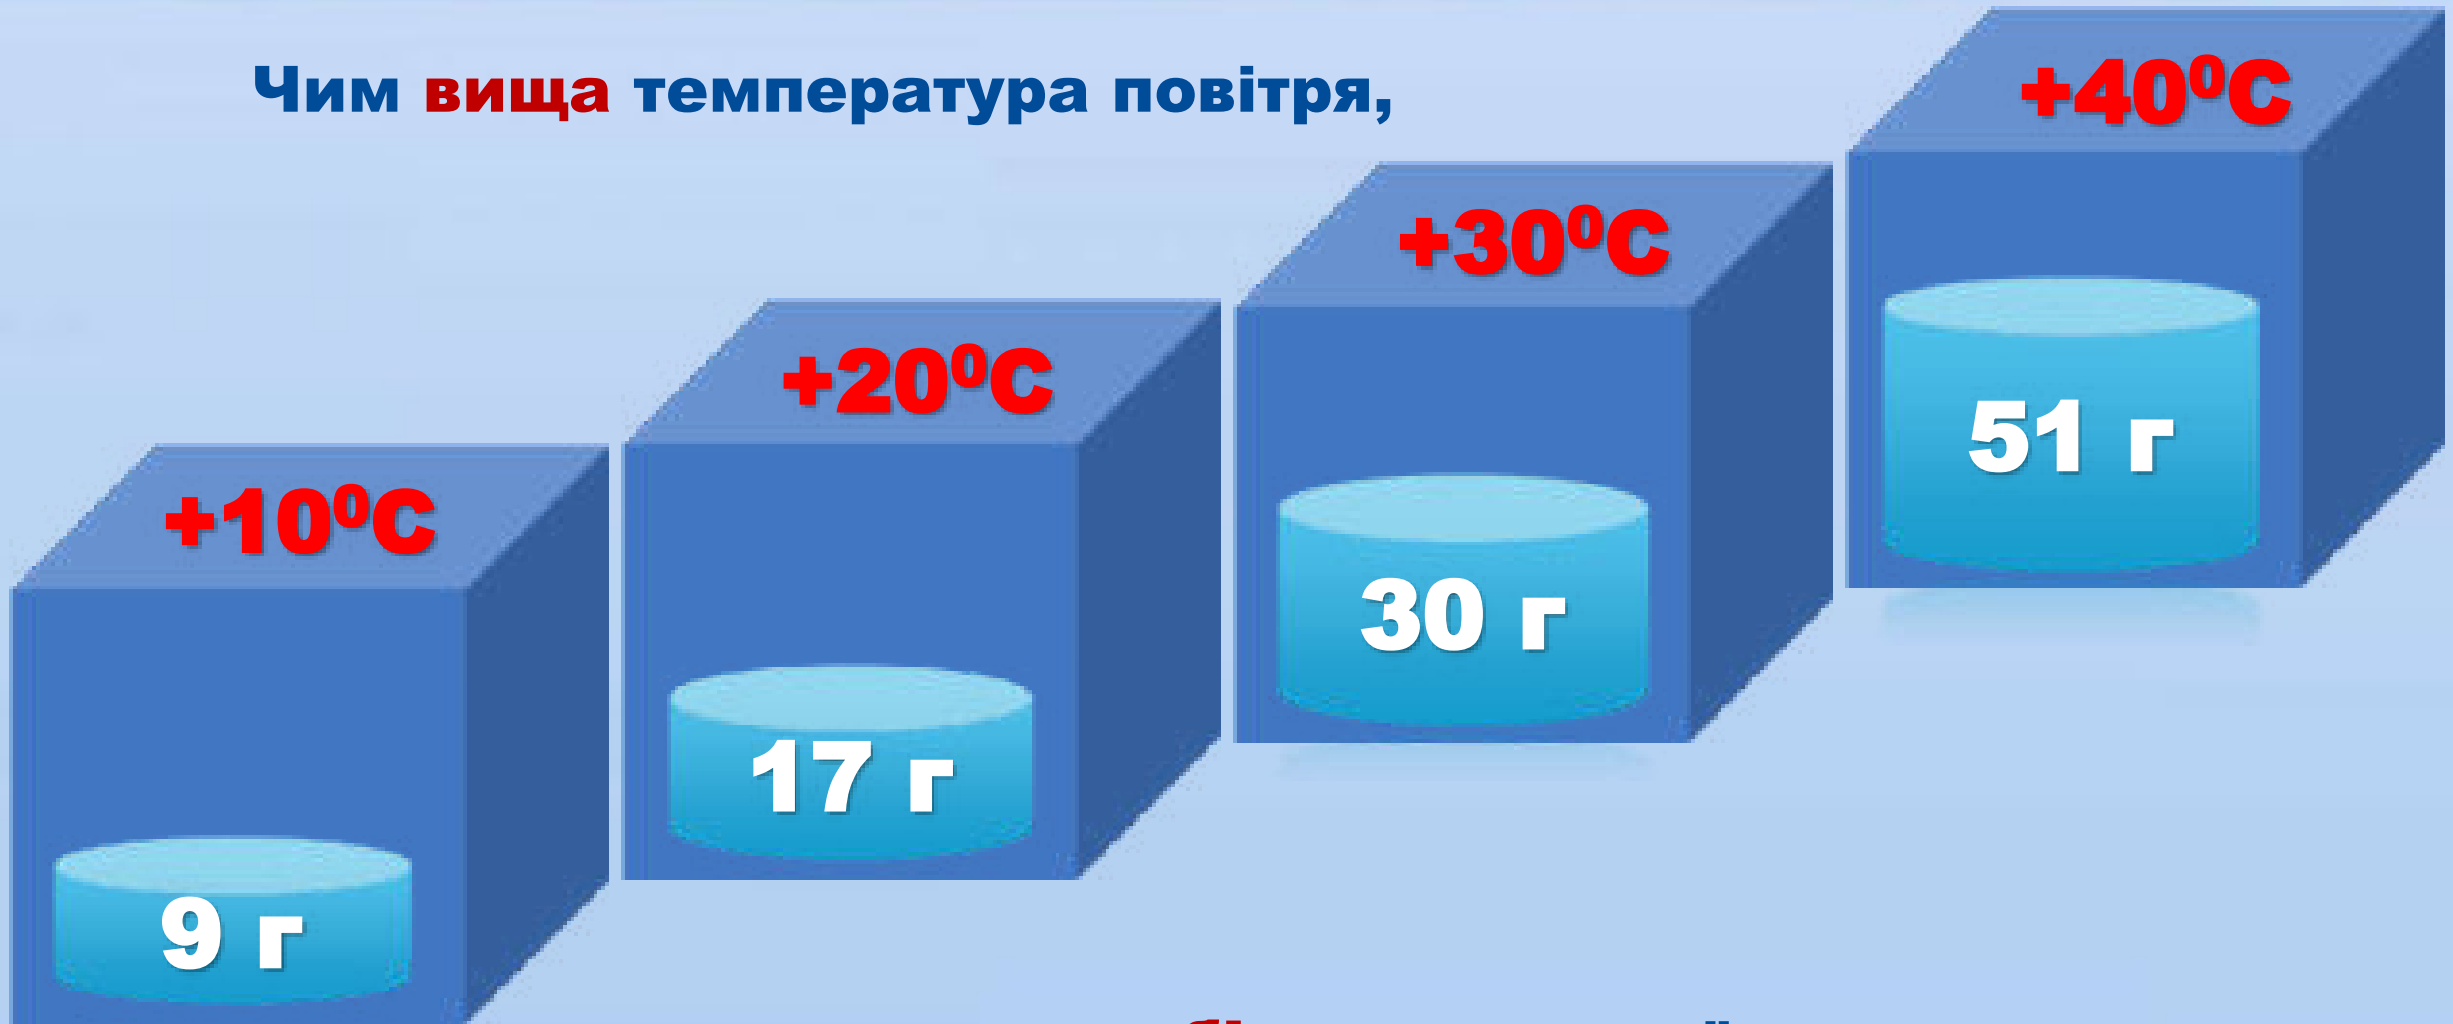 Чим вища температура повітря,
+40⁰С
+30⁰С
+20⁰С
+10⁰С
51 г
30 г
17 г
9 г